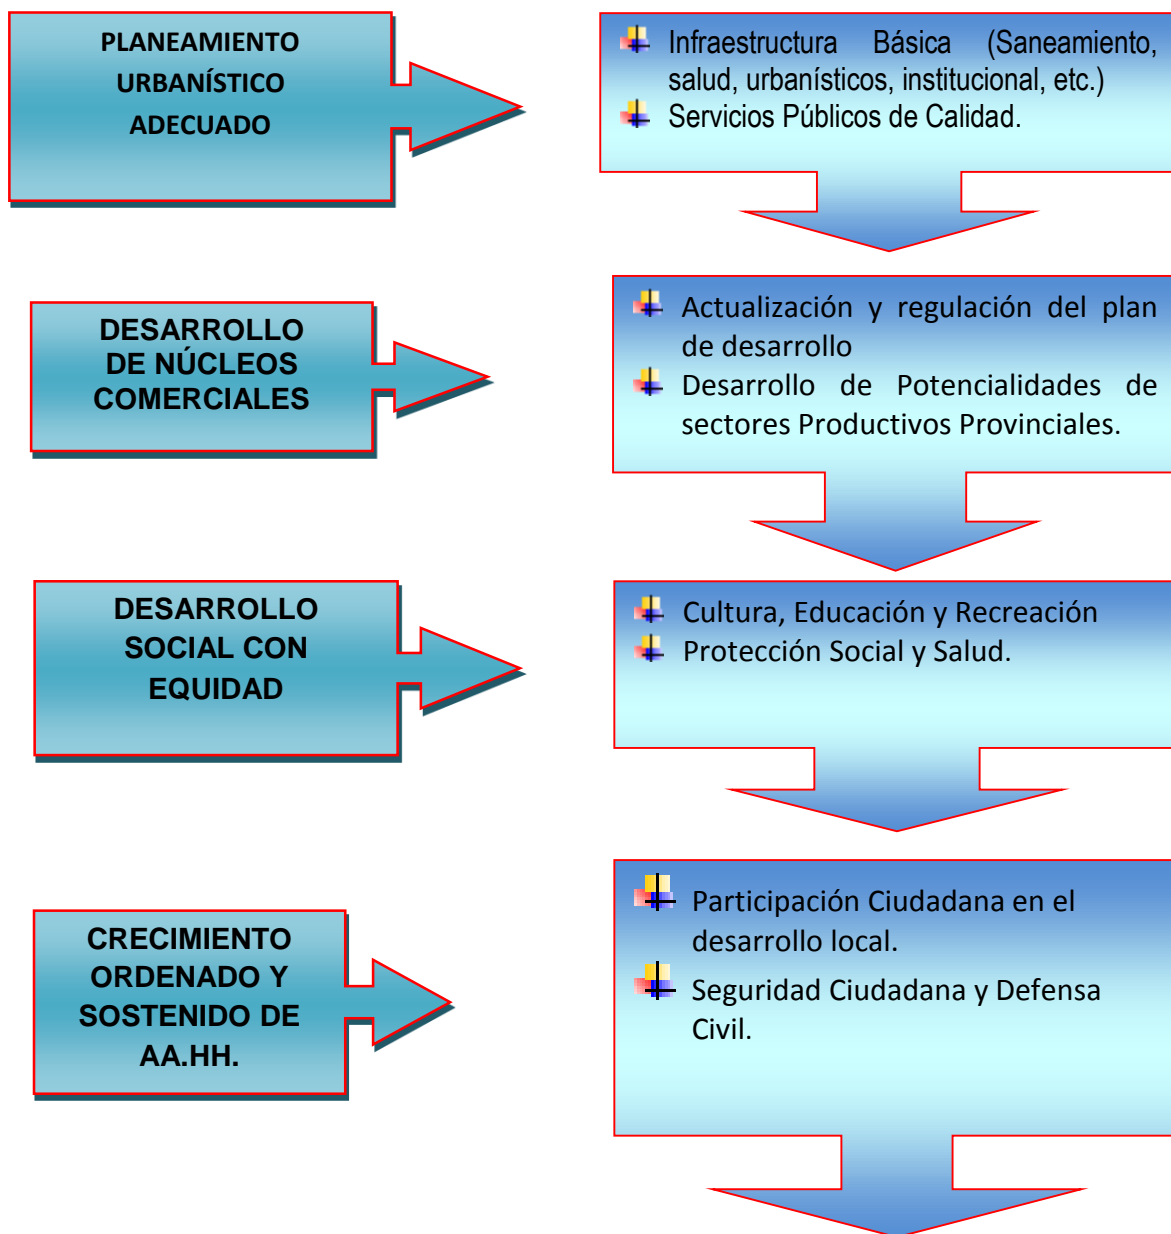 PLANEAMIENTO
URBANÍSTICO
ADECUADO
Infraestructura Básica (Saneamiento,
salud, urbanísticos, institucional, etc.)
Servicios Públicos de Calidad.
DESARROLLO
DE NÚCLEOS
COMERCIALES
Actualización y regulación del plan
de desarrollo
Desarrollo de Potencialidades de
sectores Productivos Provinciales.
DESARROLLO
SOCIAL CON
EQUIDAD
Cultura, Educación y Recreación
Protección Social y Salud.
CRECIMIENTO
ORDENADO Y
SOSTENIDO DE
AA.HH.
Participación Ciudadana en el
desarrollo local.
Seguridad Ciudadana y Defensa
Civil.